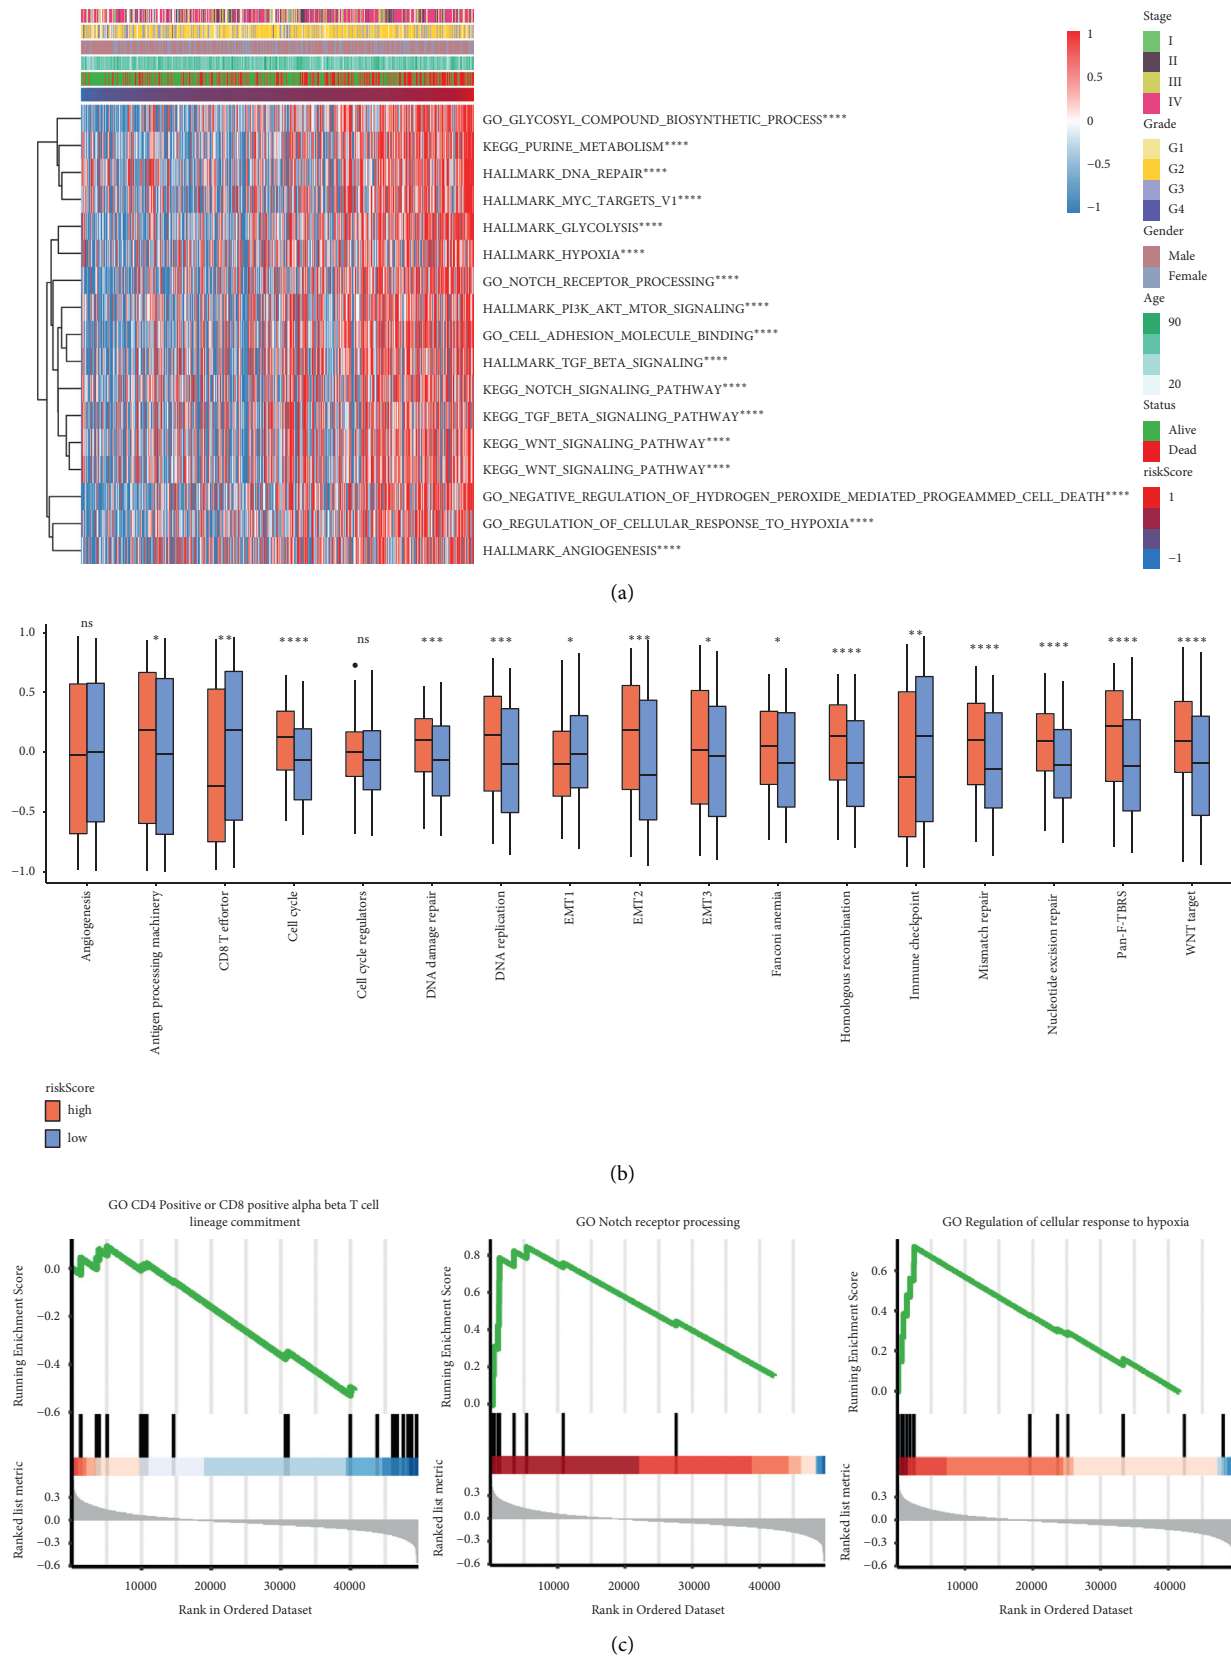 Stage
I
II
III
IV
Grade
G1
G2
G3
G4
Gender
Male
Female
Age
90
20
Status
Alive
Dead
riskScore
1
−1
1
0.5
0
−0.5
−1
GO_GLYCOSYL_COMPOUND_BIOSYNTHETIC_PROCESS****
KEGG_PURINE_METABOLISM****
HALLMARK_DNA_REPAIR****
HALLMARK_MYC_TARGETS_V1****
HALLMARK_GLYCOLYSIS****
HALLMARK_HYPOXIA****
GO_NOTCH_RECEPTOR_PROCESSING****
HALLMARK_PI3K_AKT_MTOR_SIGNALING****
GO_CELL_ADHESION_MOLECULE_BINDING****
HALLMARK_TGF_BETA_SIGNALING****
KEGG_NOTCH_SIGNALING_PATHWAY****
KEGG_TGF_BETA_SIGNALING_PATHWAY****
KEGG_WNT_SIGNALING_PATHWAY****
KEGG_WNT_SIGNALING_PATHWAY****
GO_NEGATIVE_REGULATION_OF_HYDROGEN_PEROXIDE_MEDIATED_PROGEAMMED_CELL_DEATH****
GO_REGULATION_OF_CELLULAR_RESPONSE_TO_HYPOXIA****
HALLMARK_ANGIOGENESIS****
(a)
1.0
0.5
0.0
−0.5
−1.0
ns * ** **** ns *** *** * *** * * **** ** **** **** **** ****
Angiogenesis
Antigen processing machinery
CD8 T effortor
Cell cycle
Cell cycle regulators
DNA damage repair
DNA replication
EMT1
EMT2
EMT3
Fanconi anemia
Homologous recombination
Immune checkpoint
Mismatch repair
Nucleotide excision repair
Pan-F-TBRS
WNT target
riskScore
high
low
(b)
GO CD4 Positive or CD8 positive alpha beta T cell
lineage commitment
Running Enichment Score
0.0
−0.2
−0.4
−0.6
Ranked list metric
0.3
0.0
−0.3
−0.6
10000 20000 30000 40000
Rank in Ordered Dataset
GO Notch receptor processing
Running Enichment Score
0.8
0.6
0.4
0.2
0.0
Ranked list metric
0.3
0.0
−0.3
−0.6
10000 20000 30000 40000
Rank in Ordered Dataset
GO Regulation of cellular response to hypoxia
Running Enichment Score
0.6
0.4
0.2
0.0
Ranked list metric
0.3
0.0
−0.3
−0.6
10000 20000 30000 40000
Rank in Ordered Dataset
(c)